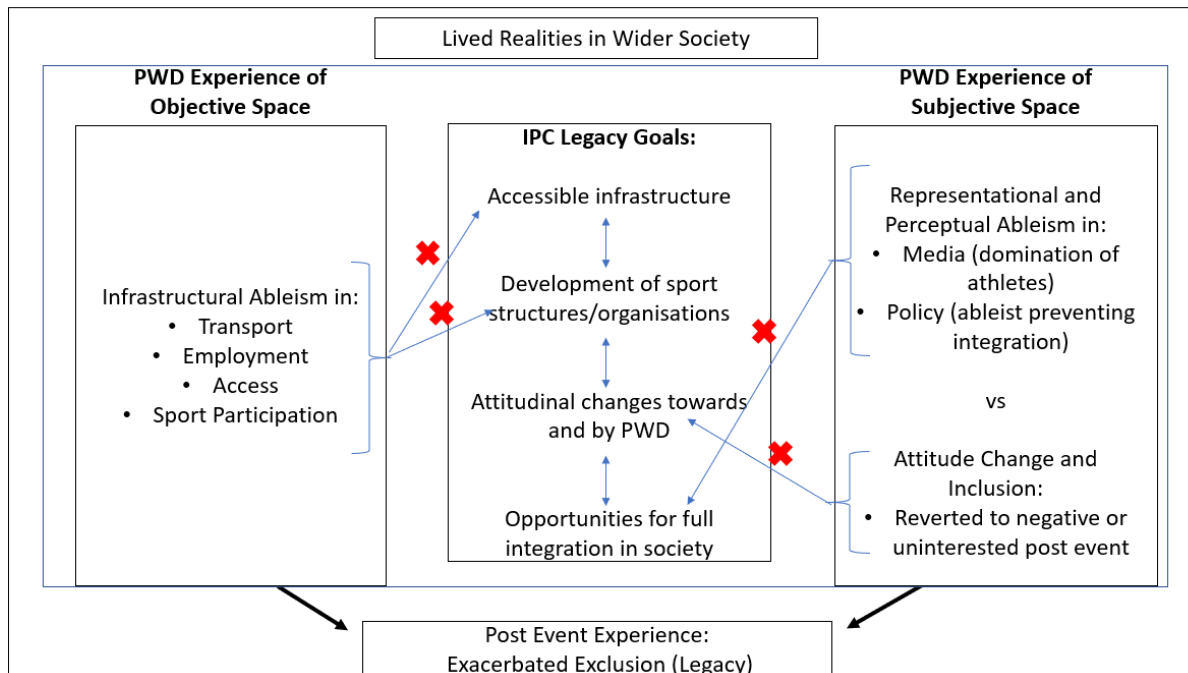 Lived Realities in Wider Society
PWD Experience of
Objective Space
Infrastructural Ableism in:
• Transport
• Employment
• Access
• Sport Participation
IPC Legacy Goals:
Accessible infrastructure
Development of sport
structures/organisations
Attitudinal changes towards
and by PWD
Opportunities for full
integration in society
PWD Experience of
Subjective Space
Representational and
Perceptual Ableism in:
• Media (domination of
athletes)
• Policy (ableist preventing
integration)
vs
Attitude Change and
Inclusion:
• Reverted to negative or
uninterested post event
Post Event Experience:
Exacerbated Exclusion (Legacy)